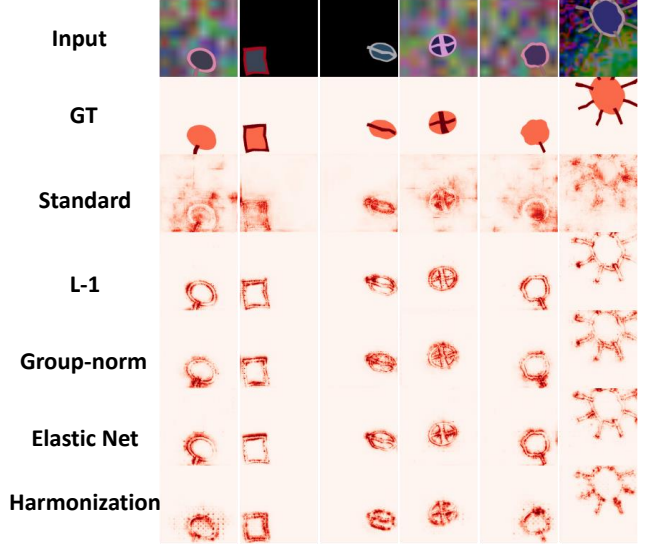 Input
GT
Standard
L-1
Group-norm
Elastic Net
Harmonization